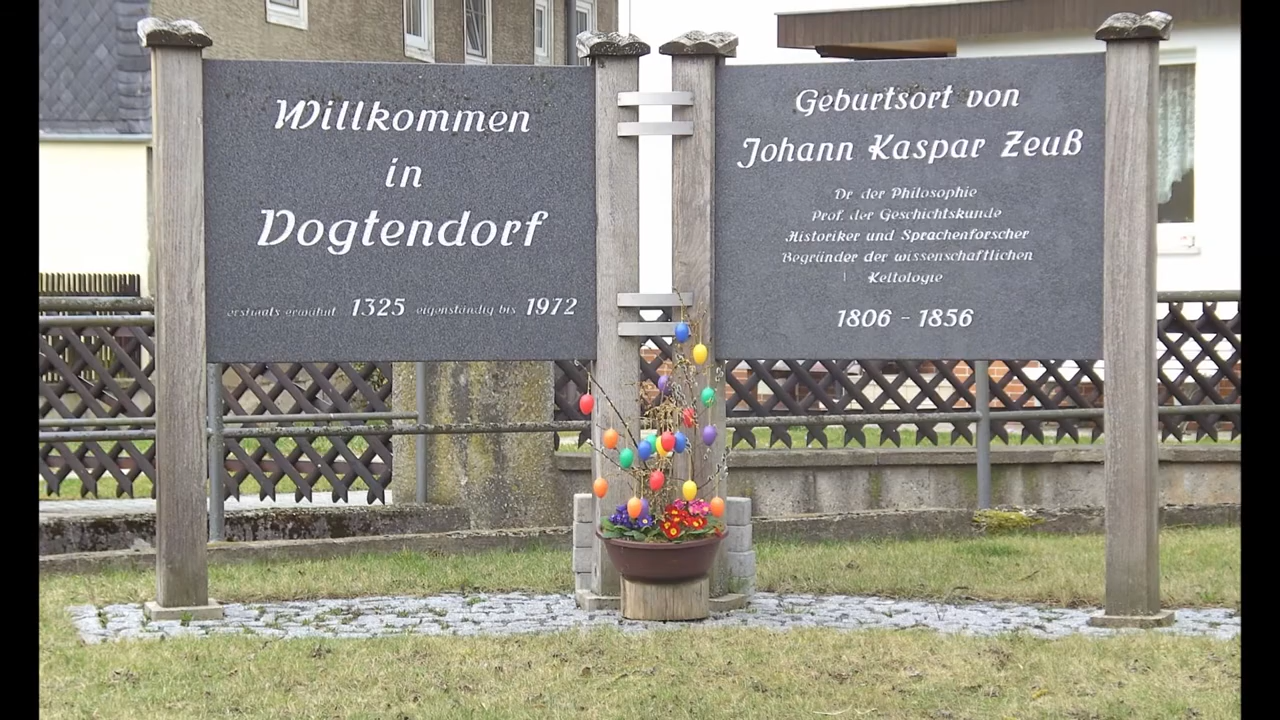 Willkommen
in
Vogtendorf
erstmals erwähnt 1325 eigenständig bis 1972
Geburtsort von
Johann Kaspar Zeuß
Dr der Philosophie
Prof. der Geschichtskunde
Historiker und Sprachenforscher
Begründer der wissenschaftlichen
Keltologie
1806 - 1856